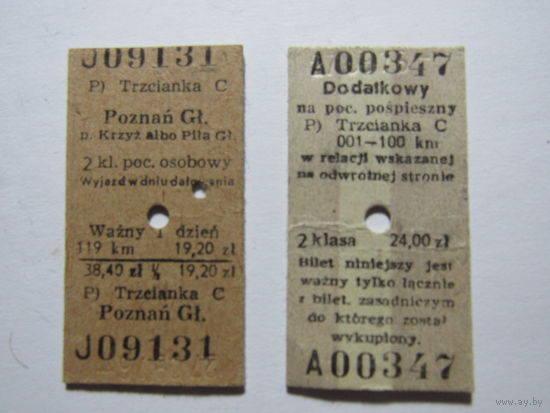 J09131
P) Trzcianka C
Poznań Gł.
p. Krzyż albo Piła Gł.
2 kl. poc. osobowy
Wyjazd w dniu datowania
Ważny 1 dzień
119 km 19,20 zł
38,40 zł ½ 19,20 zł
P) Trzcianka C
Poznań Gł.
J09131
A00347
Dodatkowy
na poc. pośpieszny
P) Trzcianka C
001—100 km
w relacji wskazanej
na odwrotnej stronie
2 klasa 24,00 zł
Bilet niniejszy jest
ważny tylko łącznie
z bilet. zasadniczym
do którego został
wykupiony.
A00347
www.ay.by